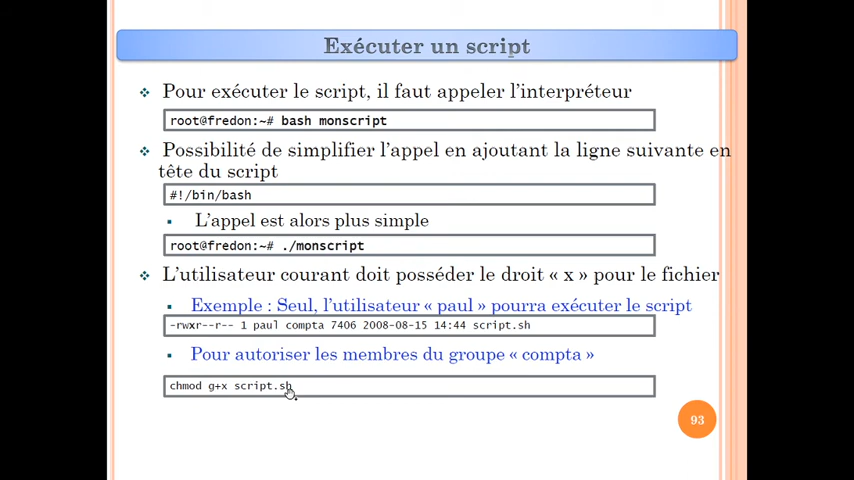 Exécuter un script
Pour exécuter le script, il faut appeler l'interpréteur
root@fredon:~# bash monscript
Possibilité de simplifier l'appel en ajoutant la ligne suivante en
tête du script
#!/bin/bash
L'appel est alors plus simple
root@fredon:~# ./monscript
L'utilisateur courant doit posséder le droit « x » pour le fichier
Exemple : Seul, l'utilisateur « paul » pourra exécuter le script
-rwxr--r-- 1 paul compta 7406 2008-08-15 14:44 script.sh
Pour autoriser les membres du groupe « compta »
chmod g+x script.sh
93